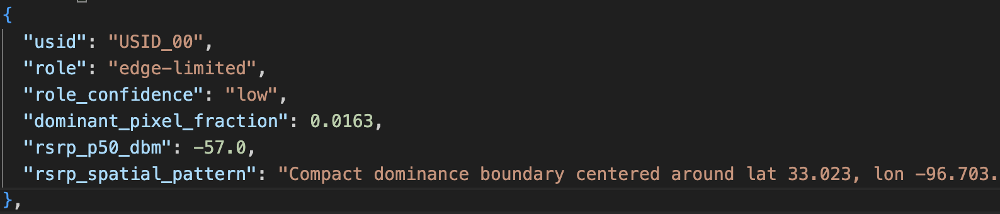 {
"usid": "USID_00",
"role": "edge-limited",
"role_confidence": "low",
"dominant_pixel_fraction": 0.0163,
"rsrp_p50_dbm": -57.0,
"rsrp_spatial_pattern": "Compact dominance boundary centered around lat 33.023, lon -96.703.
},